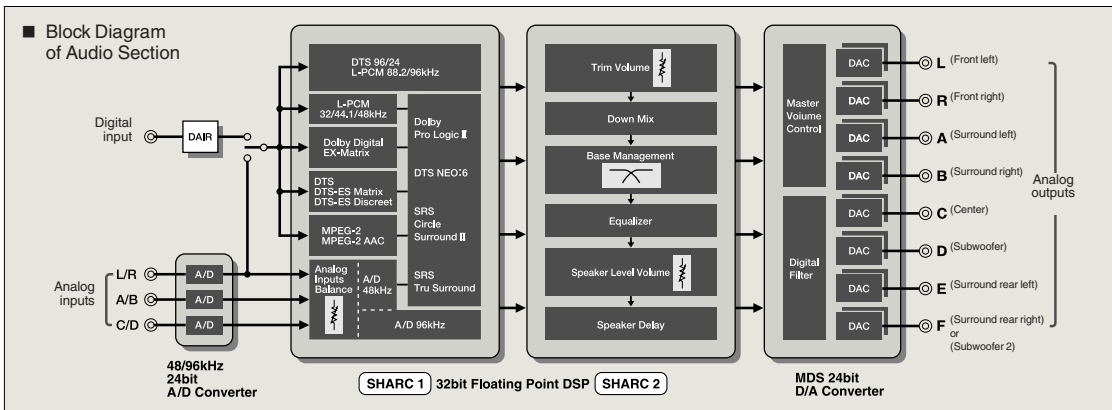 ■ Block Diagram
of Audio Section
Digital
input
DAIR
Analog
inputs
L/R
A/B
C/D
A/D
A/D
A/D
48/96kHz
24bit
A/D Converter
DTS 96/24
L-PCM 88.2/96kHz
L-PCM
32/44.1/48kHz
Dolby Digital
EX-Matrix
DTS
DTS-ES Matrix
DTS-ES Discreet
MPEG-2
MPEG-2 AAC
Dolby
Pro Logic II
DTS NEO:6
SRS
Circle
Surround II
SRS
Tru Surround
Analog
Inputs
Balance
A/D
48kHz
A/D 96kHz
SHARC 1 32bit Floating Point DSP SHARC 2
Trim Volume
Down Mix
Base Management
Equalizer
Speaker Level Volume
Speaker Delay
Master
Voiume
Control
Digital
Filter
DAC
DAC
DAC
DAC
DAC
DAC
DAC
DAC
MDS 24bit
D/A Converter
L (Front left)
R (Front right)
A (Surround left)
B (Surround right)
C (Center)
D (Subwoofer)
E (Surround rear left)
F (Surround rear right)
or
(Subwoofer 2)
Analog
outputs